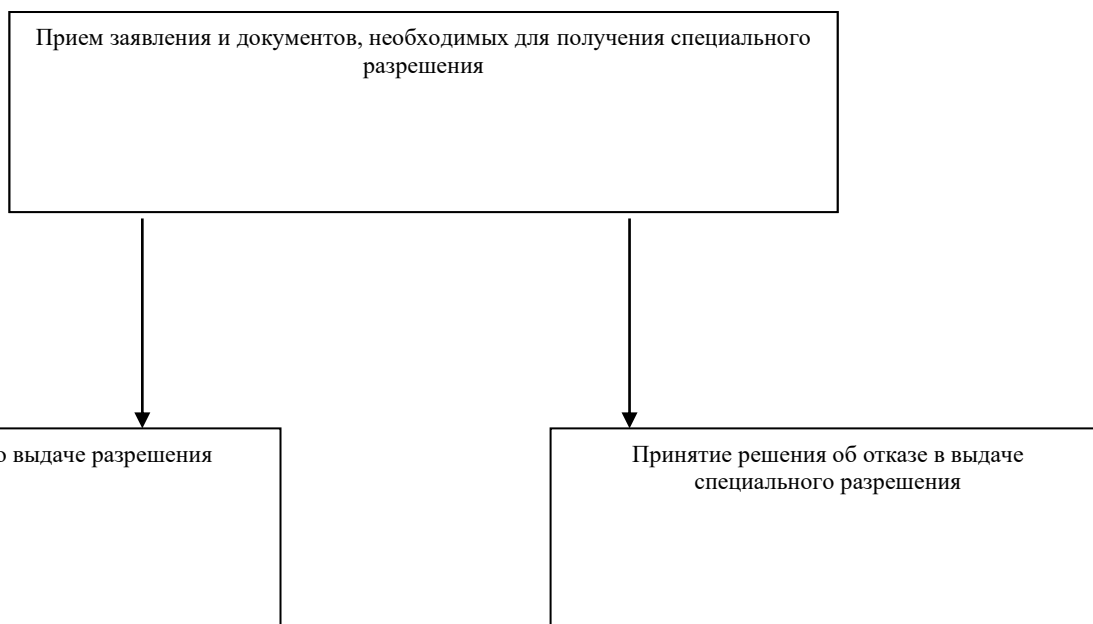 Прием заявления и документов, необходимых для получения специального
разрешения
о выдаче разрешения
Принятие решения об отказе в выдаче
специального разрешения